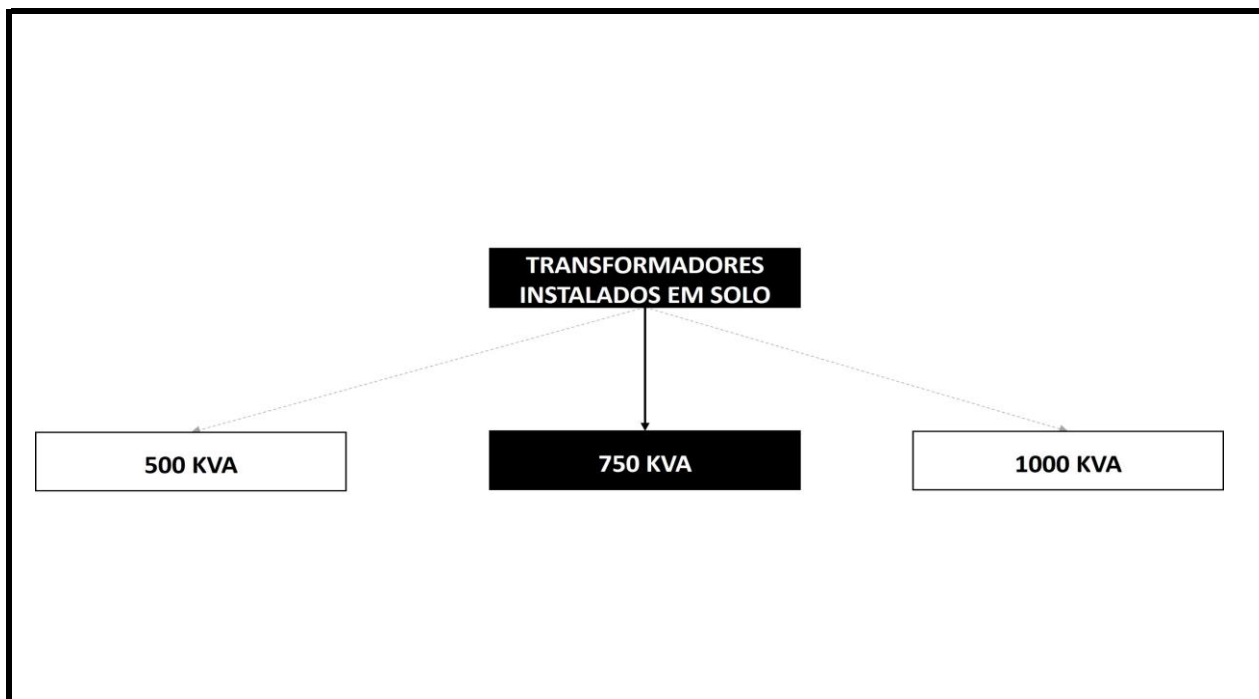 TRANSFORMADORES
INSTALADOS EM SOLO
500 KVA
750 KVA
1000 KVA